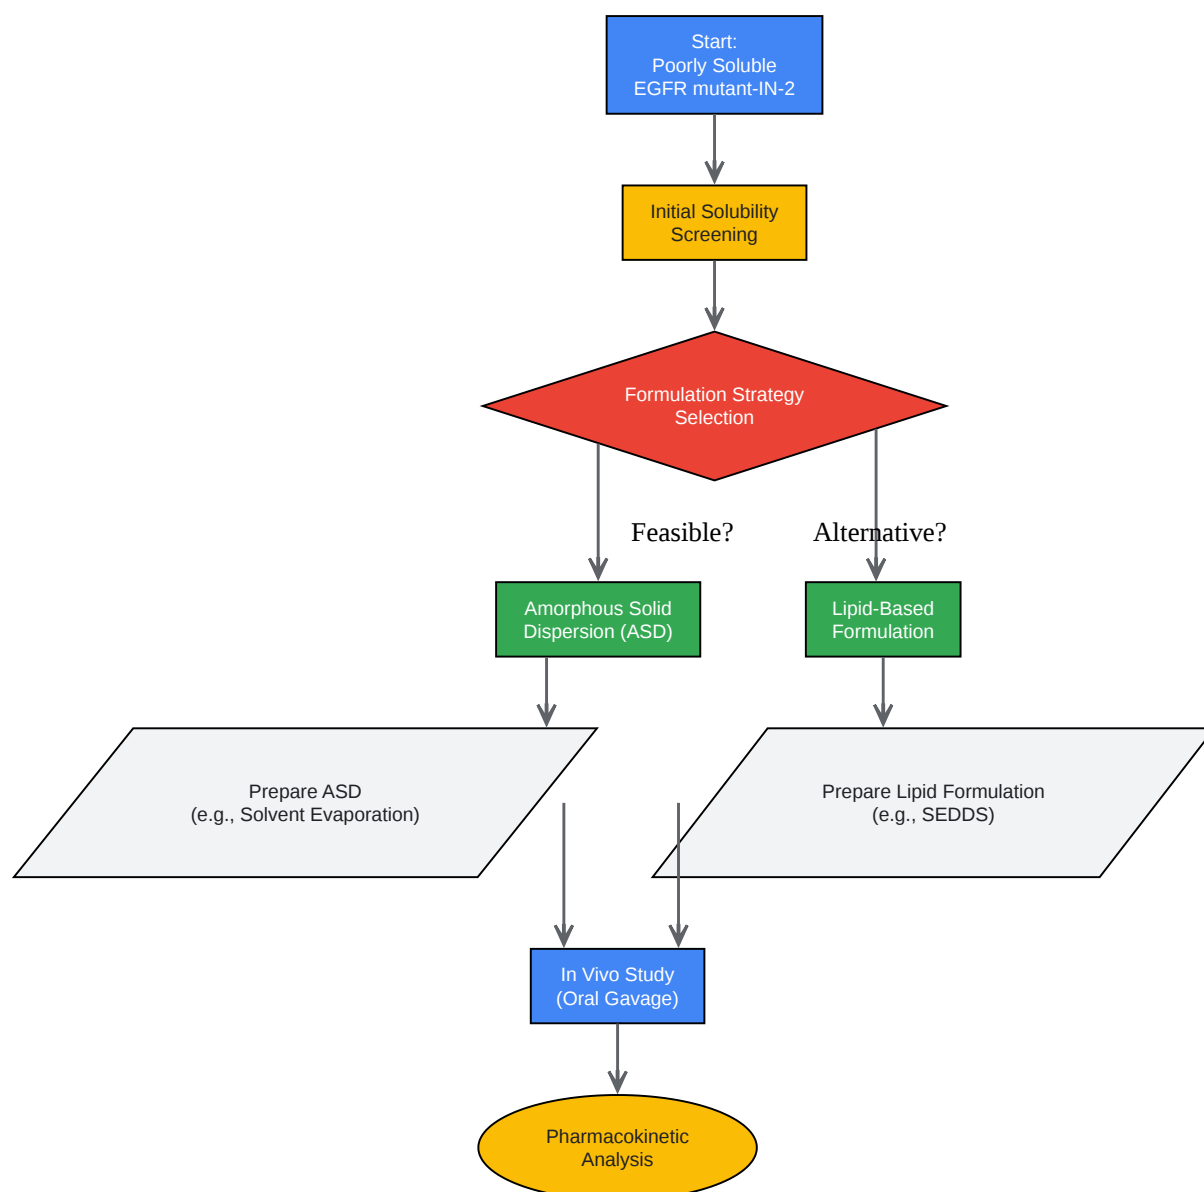 Start:
Poorly Soluble
EGFR mutant-IN-2
Initial Solubility
Screening
Formulation Strategy
Selection
Feasible?
Alternative?
Amorphous Solid
Dispersion (ASD)
Lipid-Based
Formulation
Prepare ASD
(e.g., Solvent Evaporation)
Prepare Lipid Formulation
(e.g., SEDDS)
In Vivo Study
(Oral Gavage)
Pharmacokinetic
Analysis